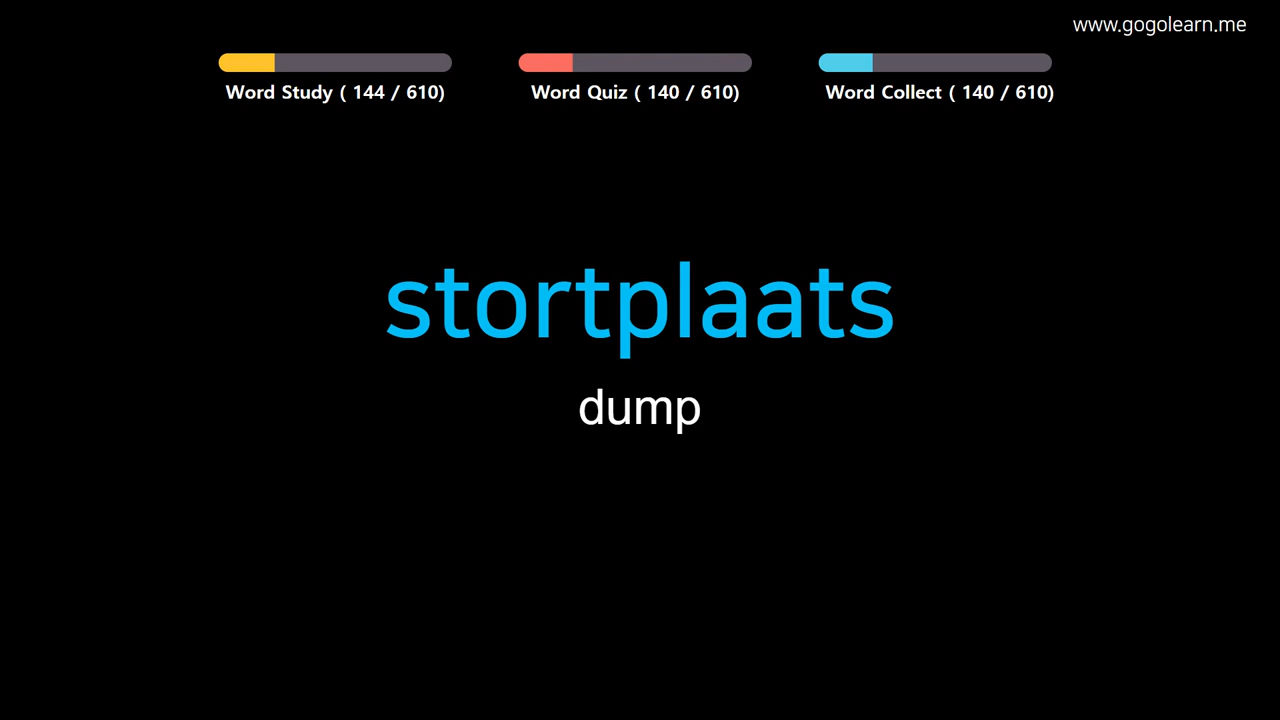 www.gogolearn.me
Word Study ( 144 / 610)
Word Quiz ( 140 / 610)
Word Collect ( 140 / 610)
stortplaats
dump